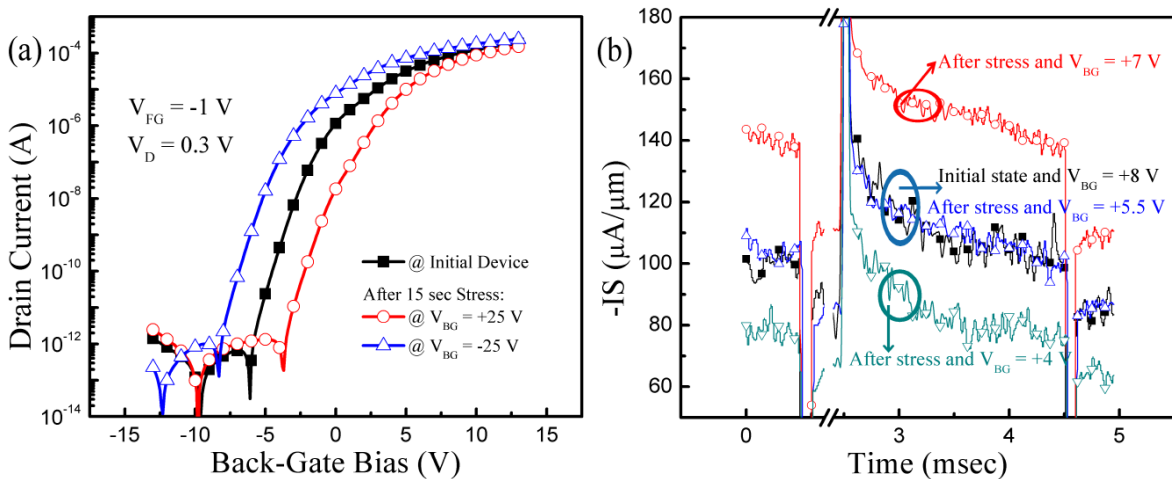 (a)
Drain Current (A)
10⁻⁴
10⁻⁶
10⁻⁸
10⁻¹⁰
10⁻¹²
10⁻¹⁴
V_FG = -1 V
V_D = 0.3 V
@ Initial Device
After 15 sec Stress:
@ V_BG = +25 V
@ V_BG = -25 V
-15 -10 -5 0 5 10 15
Back-Gate Bias (V)
(b)
-IS (μA/μm)
180
160
140
120
100
80
60
After stress and V_BG = +7 V
Initial state and V_BG = +8 V
After stress and V_BG = +5.5 V
After stress and V_BG = +4 V
0 3 4 5
Time (msec)